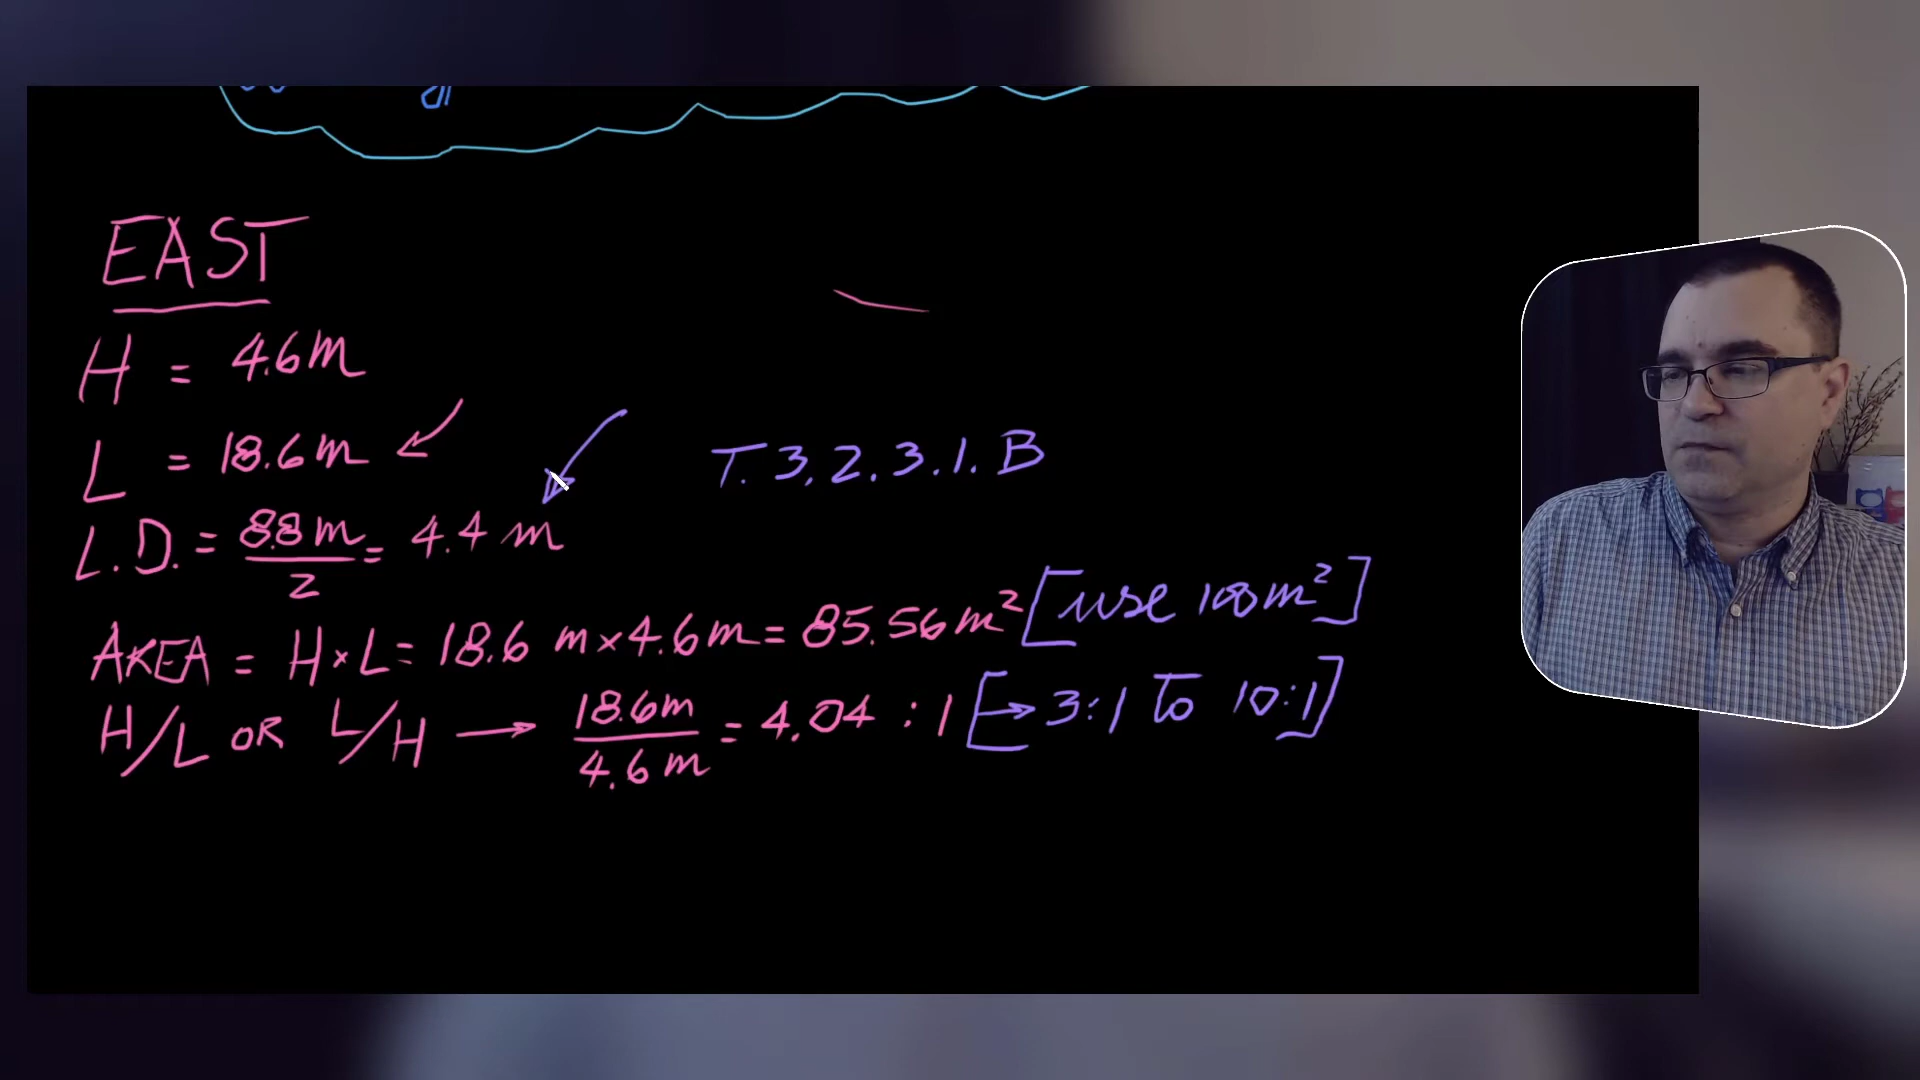 EAST
H = 4.6m
L = 18.6m
T. 3.2.3.1. B
L.D. = 8.8m / 2 = 4.4 m
AREA = H×L = 18.6 m × 4.6m = 85.56m² [use 100m²]
H/L OR L/H → 18.6m / 4.6m = 4.04 : 1 [→ 3:1 TO 10:1]